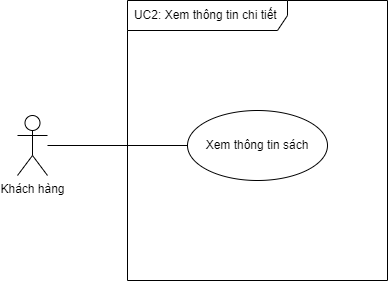 UC2: Xem thông tin chi tiết
Xem thông tin sách
Khách hàng